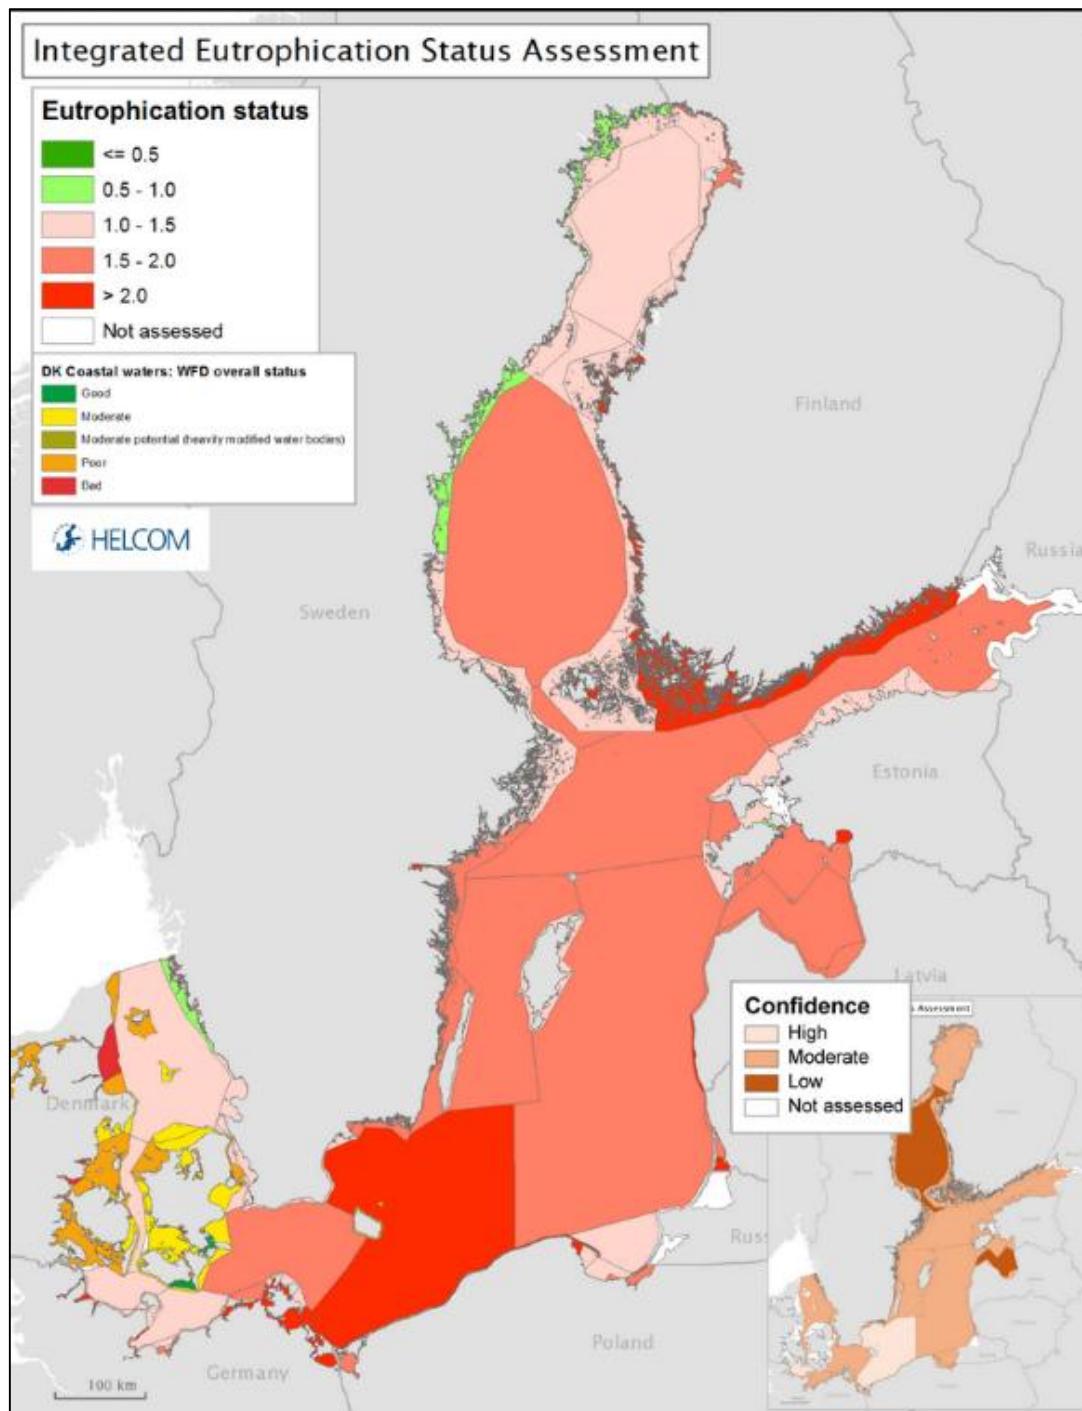 Integrated Eutrophication Status Assessment
Eutrophication status
<= 0.5
0.5 - 1.0
1.0 - 1.5
1.5 - 2.0
> 2.0
Not assessed
DK Coastal waters: WFD overall status
Good
Moderate
Moderate potential (heavily modified water bodies)
Poor
Bad
HELCOM
Finland
Russia
Sweden
Estonia
Latvia
Confidence
High
Moderate
Low
Not assessed
Assessment
Denmark
Russ
Poland
Germany
100 km